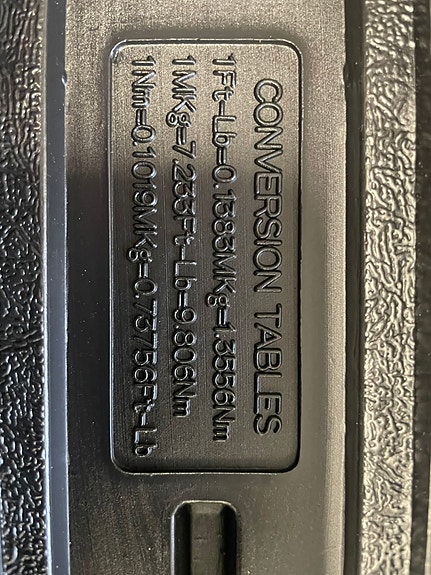 CONVERSION TABLES
1Ft-Lb=0.1383MKg=1.3556Nm
1MKg=7.233Ft-Lb=9.806Nm
1Nm=0.1019MKg=0.73756Ft-Lb